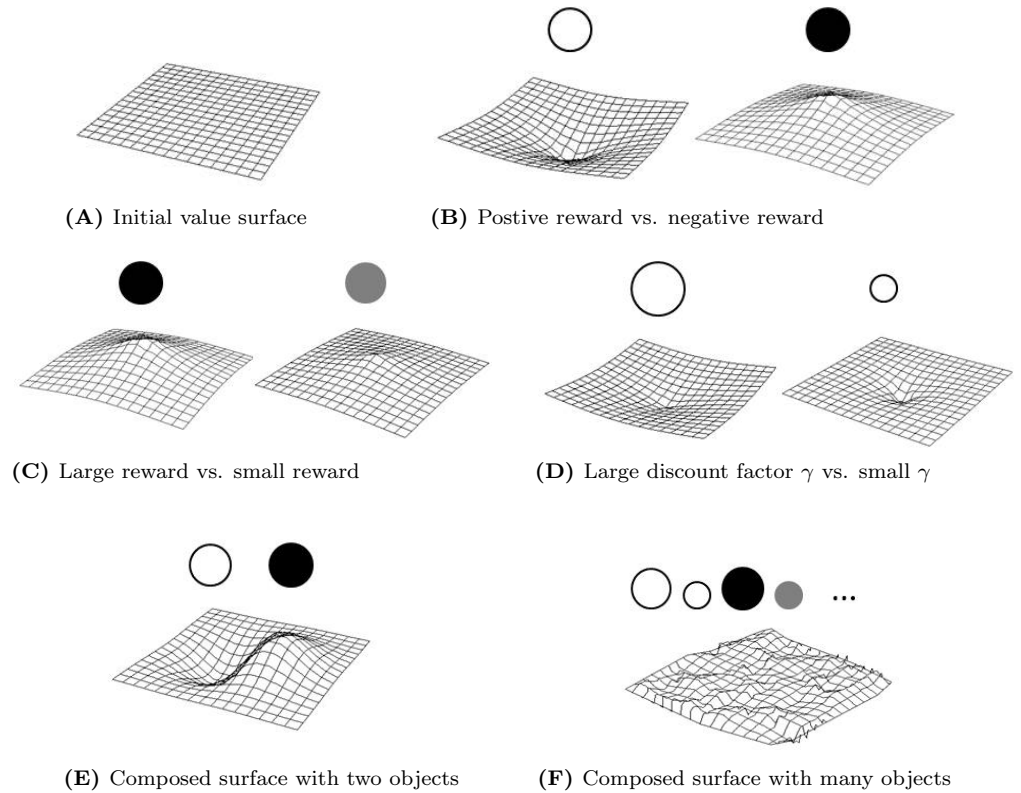 (A) Initial value surface
(B) Postive reward vs. negative reward
(C) Large reward vs. small reward
(D) Large discount factor γ vs. small γ
...
(E) Composed surface with two objects
(F) Composed surface with many objects